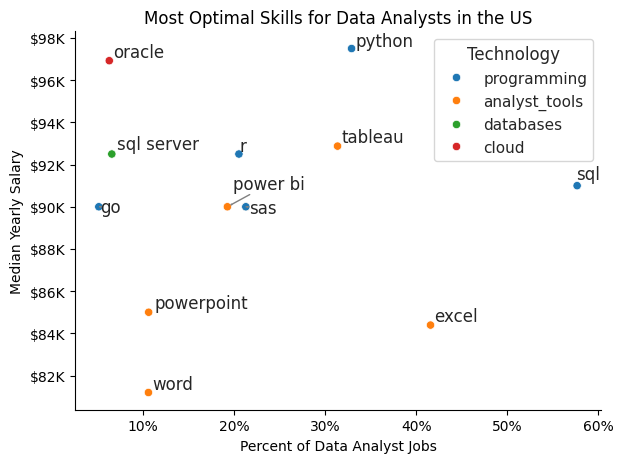 Most Optimal Skills for Data Analysts in the US
$98K
python
oracle
Technology
programming
analyst_tools
databases
cloud
$96K
$94K
tableau
sql server
r
$92K
sql
power bi
$90K
go
sas
$88K
$86K
powerpoint
excel
$84K
word
$82K
Median Yearly Salary
10%
20%
30%
40%
50%
60%
Percent of Data Analyst Jobs